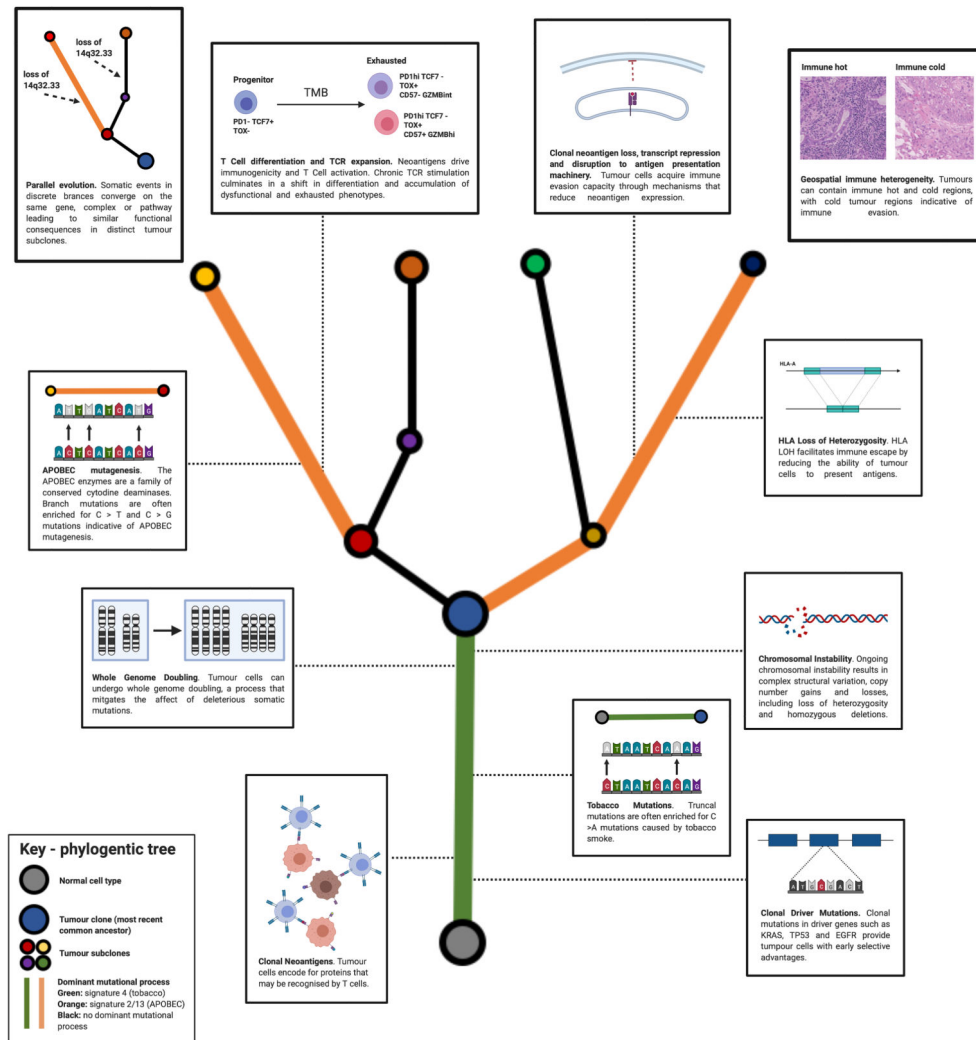 loss of
14q32.33
loss of
14q32.33
Parallel evolution. Somatic events in
discrete brances converge on the
same gene, complex or pathway
leading to similar functional
consequences in distinct tumour
subclones.
Progenitor
PD1- TCF7+
TOX-
TMB
Exhausted
PD1hi TCF7 -
TOX+
CD57- GZMBint
PD1hi TCF7 -
TOX+
CD57+ GZMBhi
T Cell differentiation and TCR expansion. Neoantigens drive
immunogenicity and T Cell activation. Chronic TCR stimulation
culminates in a shift in differentiation and accumulation of
dysfunctional and exhausted phenotypes.
Clonal neoantigen loss, transcript repression
and disruption to antigen presentation
machinery. Tumour cells acquire immune
evasion capacity through mechanisms that
reduce neoantigen expression.
Immune hot
Immune cold
Geospatial immune heterogeneity. Tumours
can contain immune hot and cold regions,
with cold tumour regions indicative of
immune evasion.
A T T G A T C A T G
A C T C A T C A C G
APOBEC mutagenesis. The
APOBEC enzymes are a family of
conserved cytodine deaminases.
Branch mutations are often
enriched for C > T and C > G
mutations indicative of APOBEC
mutagenesis.
HLA-A
HLA Loss of Heterozygosity. HLA
LOH facilitates immune escape by
reducing the ability of tumour
cells to present antigens.
Whole Genome Doubling. Tumour cells can
undergo whole genome doubling, a process that
mitgates the affect of deleterious somatic
mutations.
Chromosomal Instability. Ongoing
chromosomal instability results in
complex structural variation, copy
number gains and losses,
including loss of heterozygosity
and homozygous deletions.
A T A A T C A A A G
C T A A T C A C A G
Tobacco Mutations. Truncal
mutations are often enriched for C
>A mutations caused by tobacco
smoke.
Clonal Neoantigens. Tumour
cells encode for proteins that
may be recognised by T cells.
A T G C G A C T
Clonal Driver Mutations. Clonal
mutations in driver genes such as
KRAS, TP53 and EGFR provide
tumpour cells with early selective
advantages.
Key - phylogentic tree
Normal cell type
Tumour clone (most recent
common ancestor)
Tumour subclones
Dominant mutational process
Green: signature 4 (tobacco)
Orange: signature 2/13 (APOBEC)
Black: no dominant mutational
process